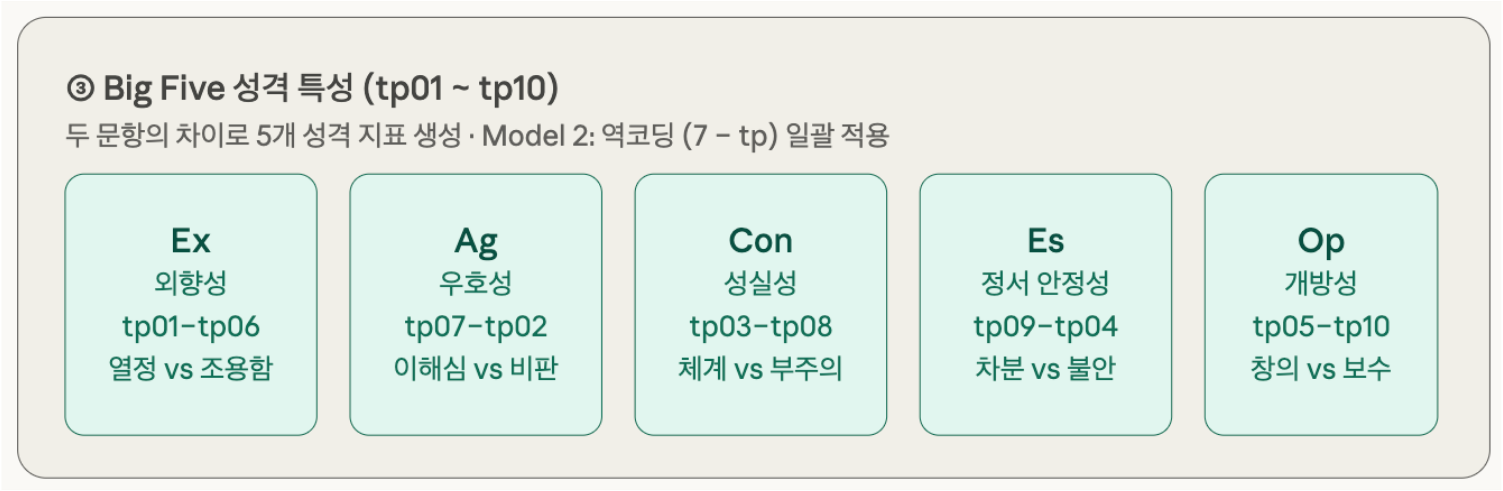 ③ Big Five 성격 특성 (tp01 ~ tp10)
두 문항의 차이로 5개 성격 지표 생성 · Model 2: 역코딩 (7 − tp) 일괄 적용
Ex
외향성
tp01−tp06
열정 vs 조용함
Ag
우호성
tp07−tp02
이해심 vs 비판
Con
성실성
tp03−tp08
체계 vs 부주의
Es
정서 안정성
tp09−tp04
차분 vs 불안
Op
개방성
tp05−tp10
창의 vs 보수